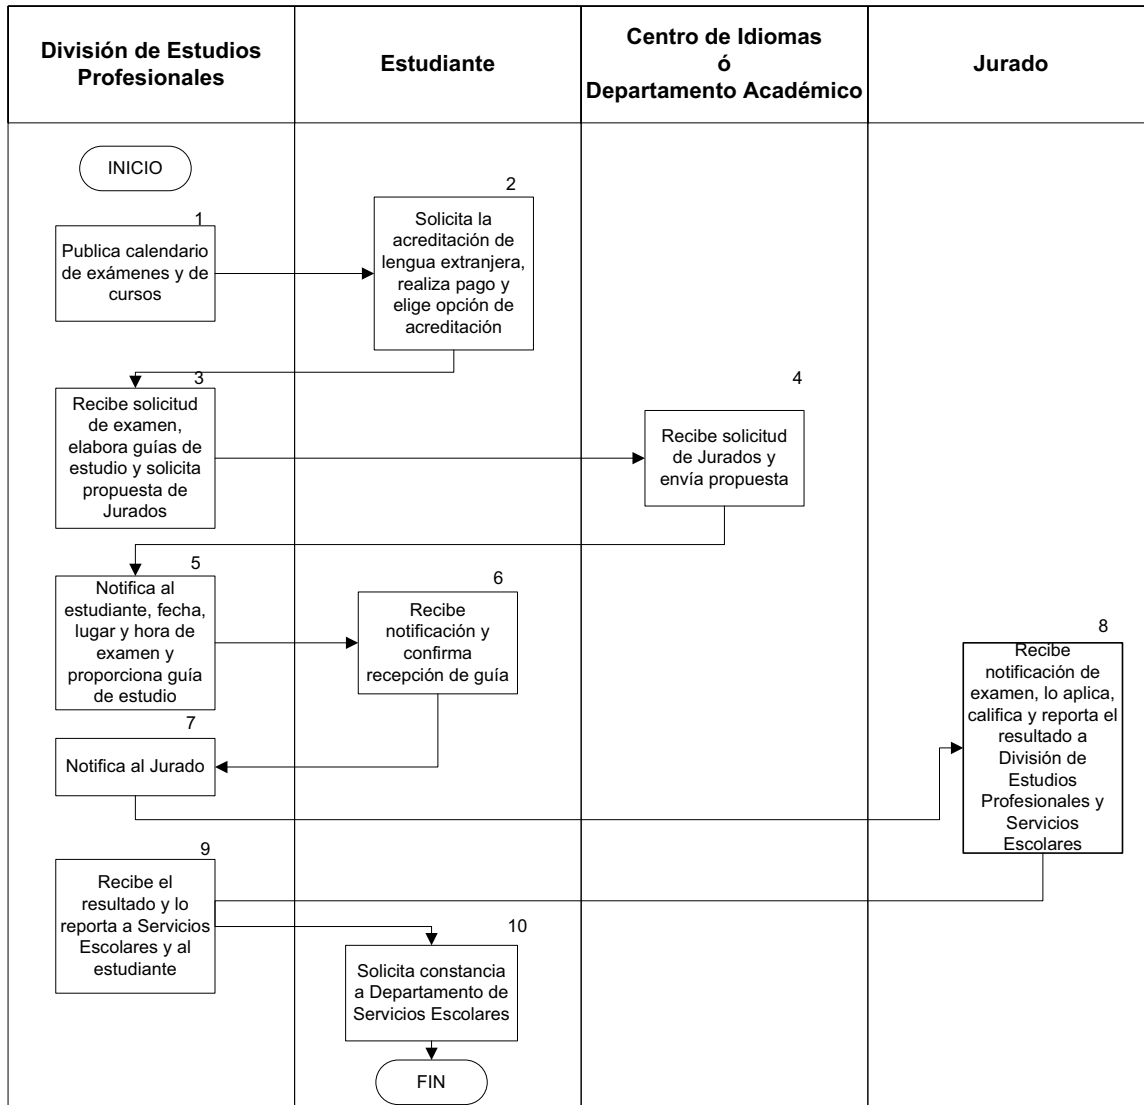 División de Estudios
Profesionales
Estudiante
Centro de Idiomas
ó
Departamento Académico
Jurado
INICIO
1
Publica calendario
de exámenes y de
cursos
2
Solicita la
acreditación de
lengua extranjera,
realiza pago y
elige opción de
acreditación
3
Recibe solicitud
de examen,
elabora guías de
estudio y solicita
propuesta de
Jurados
4
Recibe solicitud
de Jurados y
envía propuesta
5
Notifica al
estudiante, fecha,
lugar y hora de
examen y
proporciona guía
de estudio
6
Recibe
notificación y
confirma
recepción de guía
7
Notifica al Jurado
8
Recibe
notificación de
examen, lo aplica,
califica y reporta el
resultado a
División de
Estudios
Profesionales y
Servicios
Escolares
9
Recibe el
resultado y lo
reporta a Servicios
Escolares y al
estudiante
10
Solicita constancia
a Departamento de
Servicios Escolares
FIN